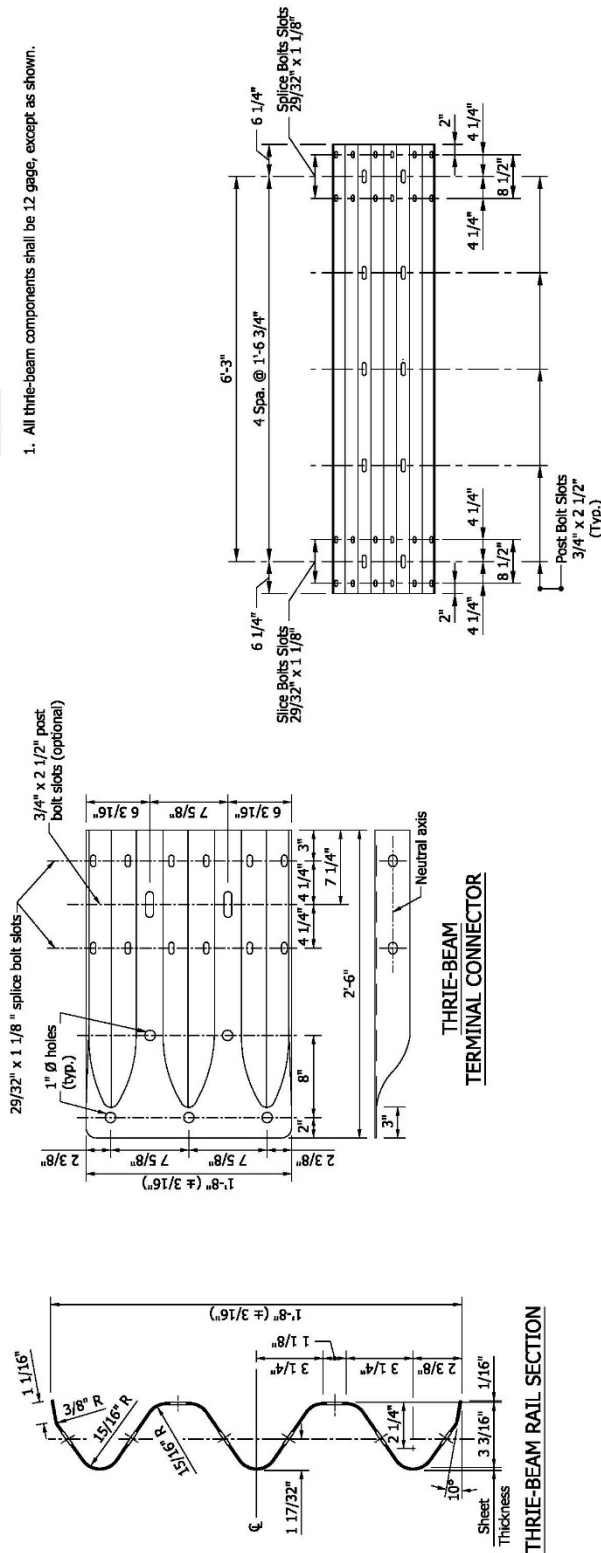 1. All thrie-beam components shall be 12 gage, except as shown.
1 1/16"
3/8" R
15/16" R
15/16" R
1'-8" (± 3/16")
℄
1 17/32"
3 1/4"
1 1/8"
3 1/4"
2 3/8"
2 1/4"
10°
3 3/16"
1/16"
Sheet
Thickness
THRIE-BEAM RAIL SECTION
29/32" x 1 1/8 " splice bolt slots
3/4" x 2 1/2" post
bolt slots (optional)
1" Ø holes
(typ.)
2 3/8"
7 5/8"
7 5/8"
2 3/8"
1'-8" (± 3/16")
6 3/16"
7 5/8"
6 3/16"
2"
8"
4 1/4"
4 1/4"
3"
7 1/4"
2'-6"
3"
Neutral axis
THRIE-BEAM
TERMINAL CONNECTOR
6'-3"
4 Spa. @ 1'-6 3/4"
6 1/4"
6 1/4"
Slice Bolts Slots
29/32" x 1 1/8"
Splice Bolts Slots
29/32" x 1 1/8"
2"
4 1/4"
4 1/4"
8 1/2"
2"
4 1/4"
4 1/4"
8 1/2"
Post Bolt Slots
3/4" x 2 1/2"
(Typ.)